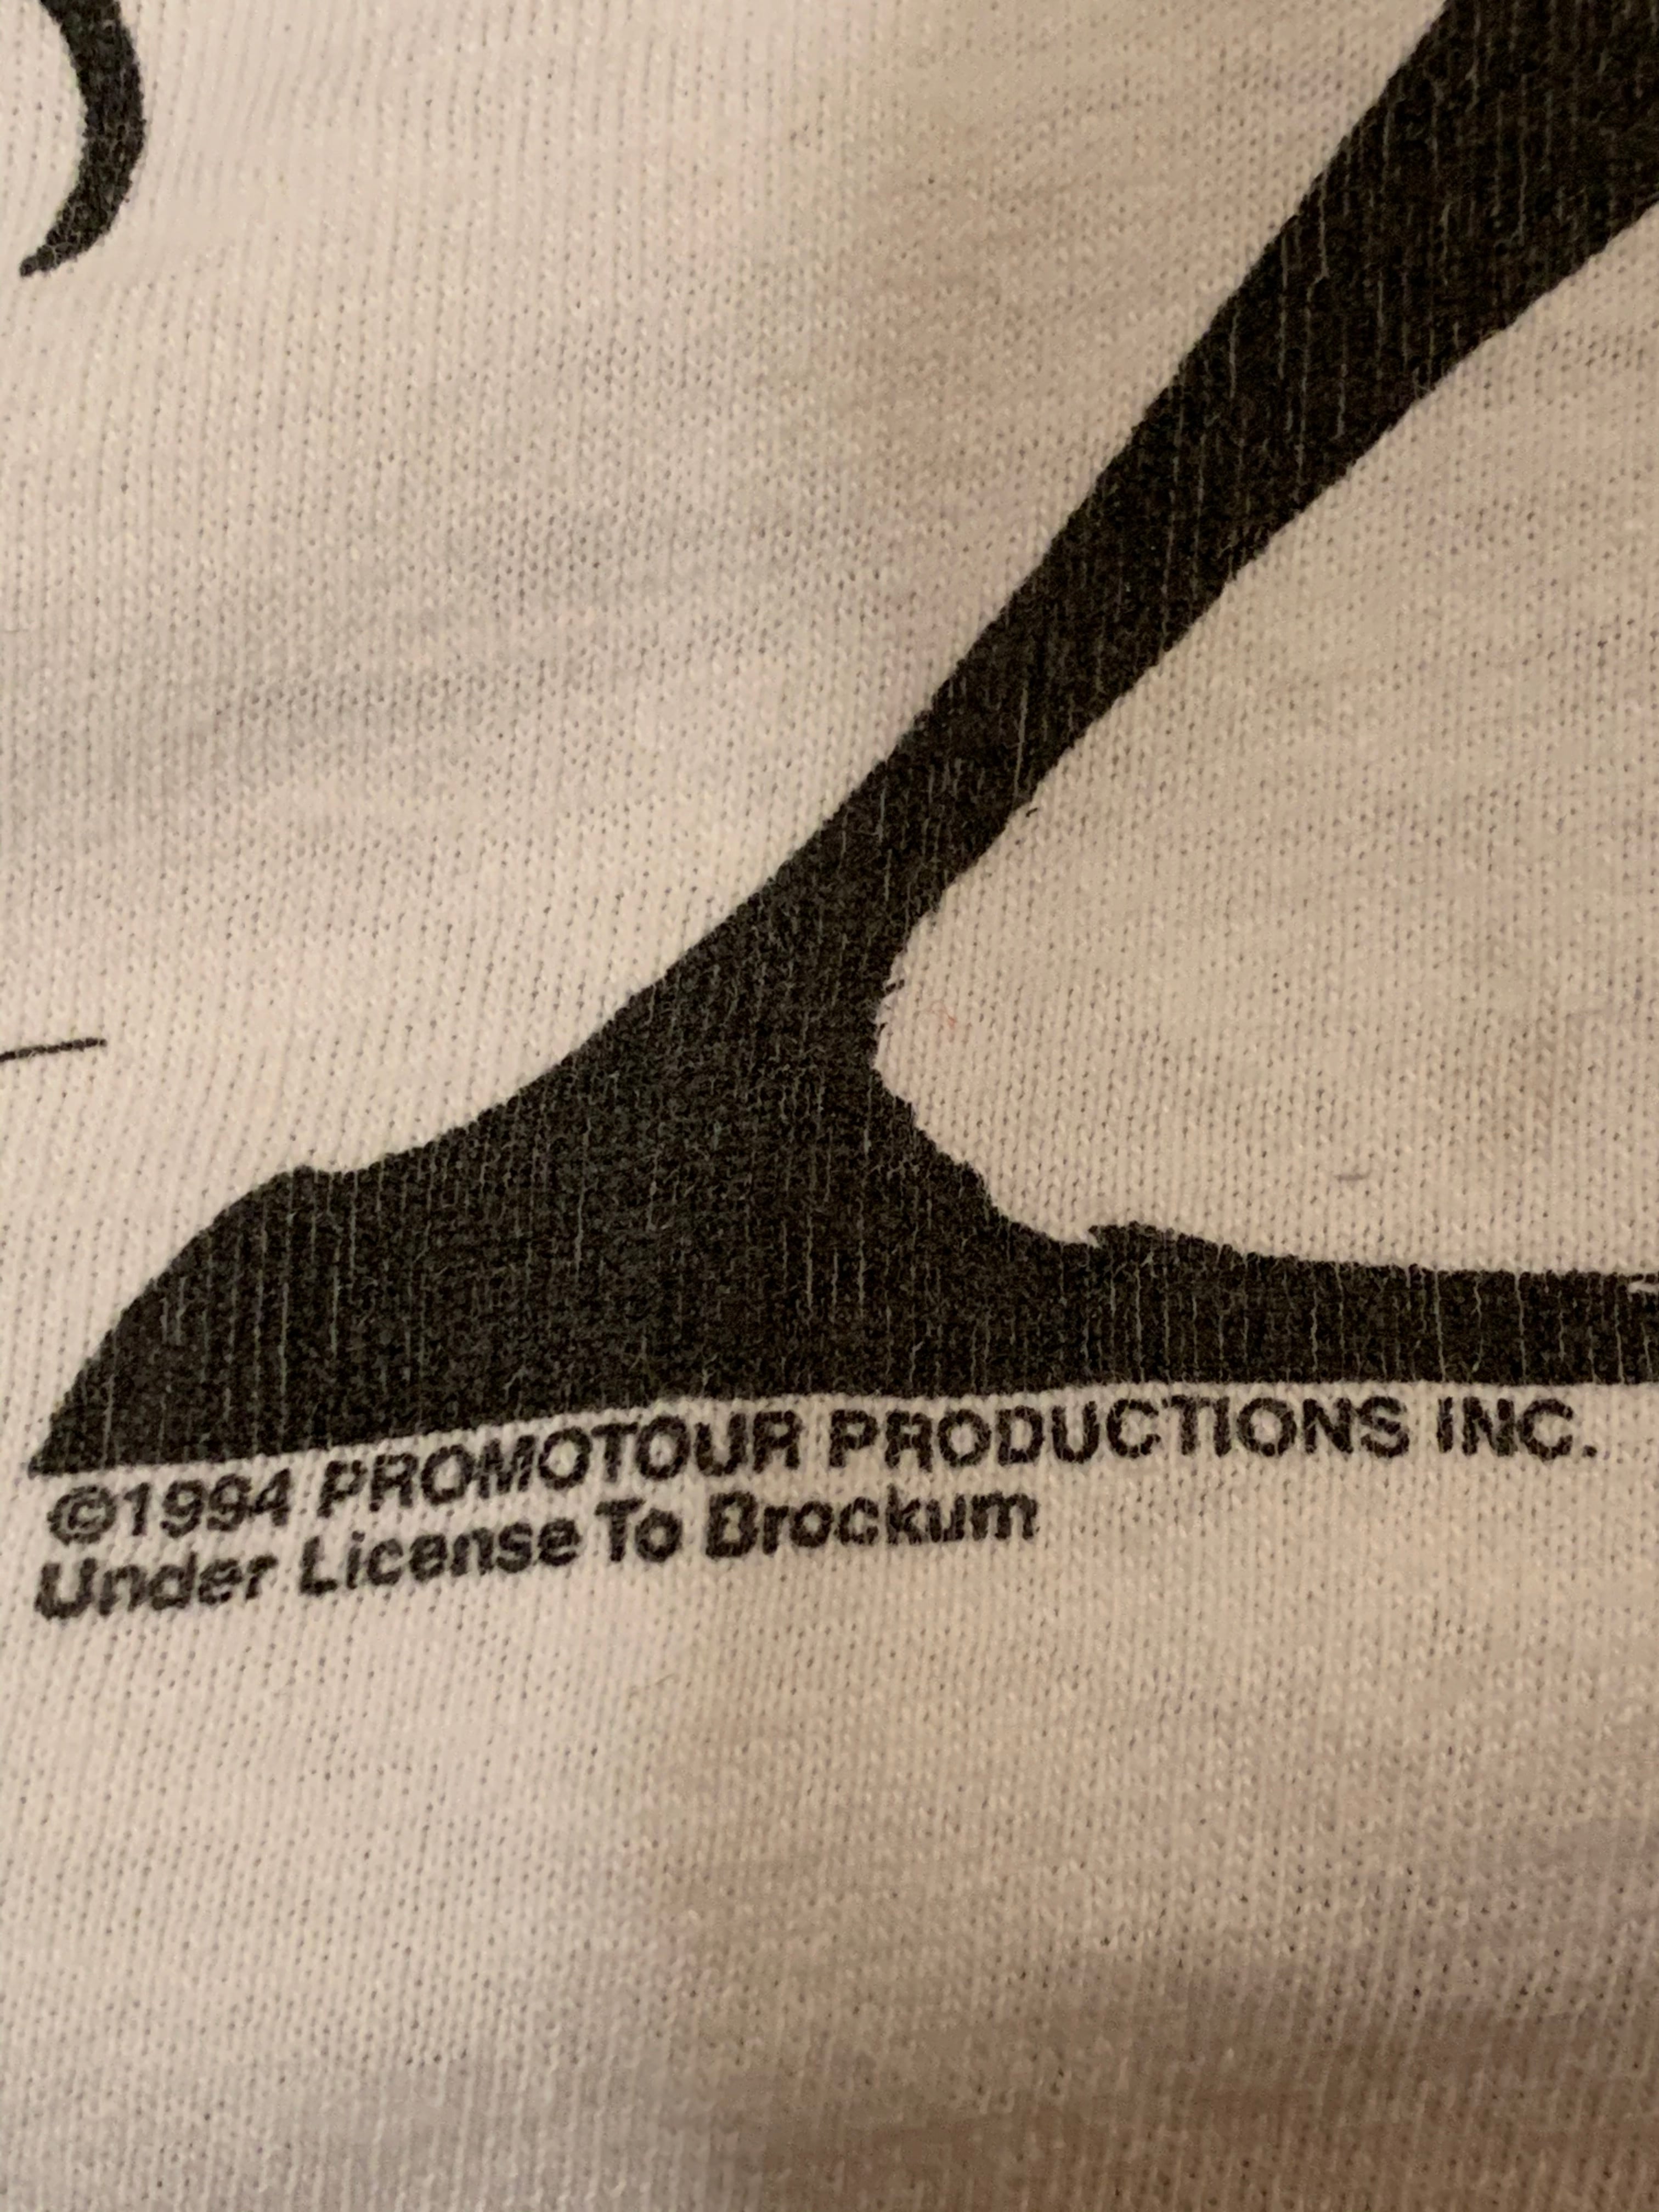 ©1994 PROMOTOUR PRODUCTIONS INC.
Under License To Brockum